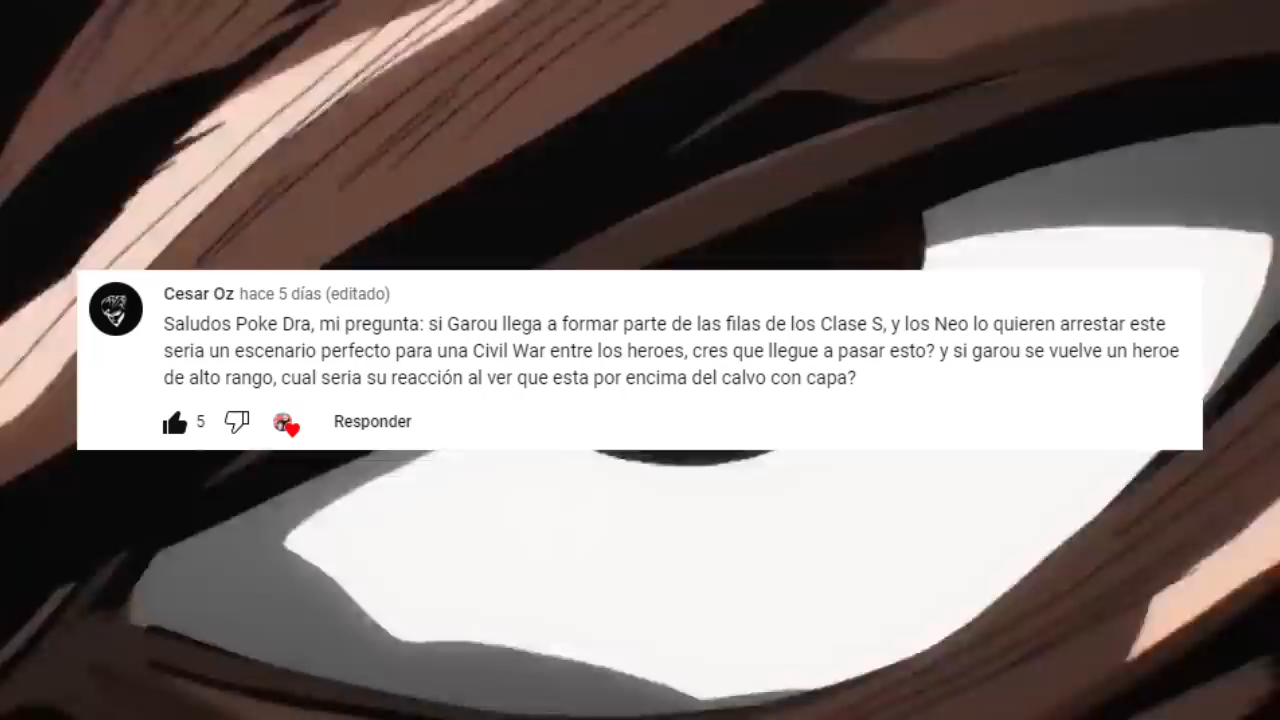 Cesar Oz hace 5 días (editado)
Saludos Poke Dra, mi pregunta: si Garou llega a formar parte de las filas de los Clase S, y los Neo lo quieren arrestar este
seria un escenario perfecto para una Civil War entre los heroes, cres que llegue a pasar esto? y si garou se vuelve un heroe
de alto rango, cual seria su reacción al ver que esta por encima del calvo con capa?
5 Responder